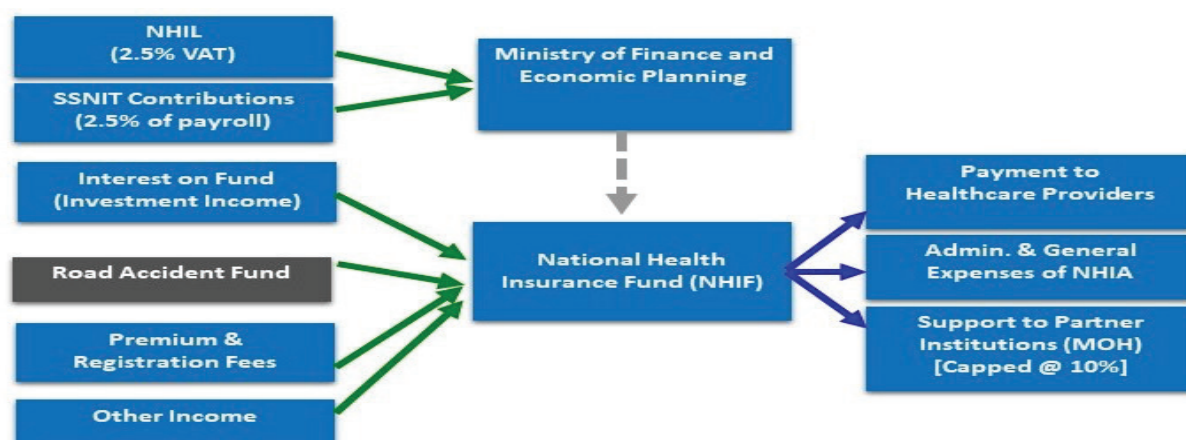 NHIL
(2.5% VAT)
SSNIT Contributions
(2.5% of payroll)
Interest on Fund
(Investment Income)
Road Accident Fund
Premium &
Registration Fees
Other Income
Ministry of Finance and
Economic Planning
National Health
Insurance Fund (NHIF)
Payment to
Healthcare Providers
Admin. & General
Expenses of NHIA
Support to Partner
Institutions (MOH)
[Capped @ 10%]